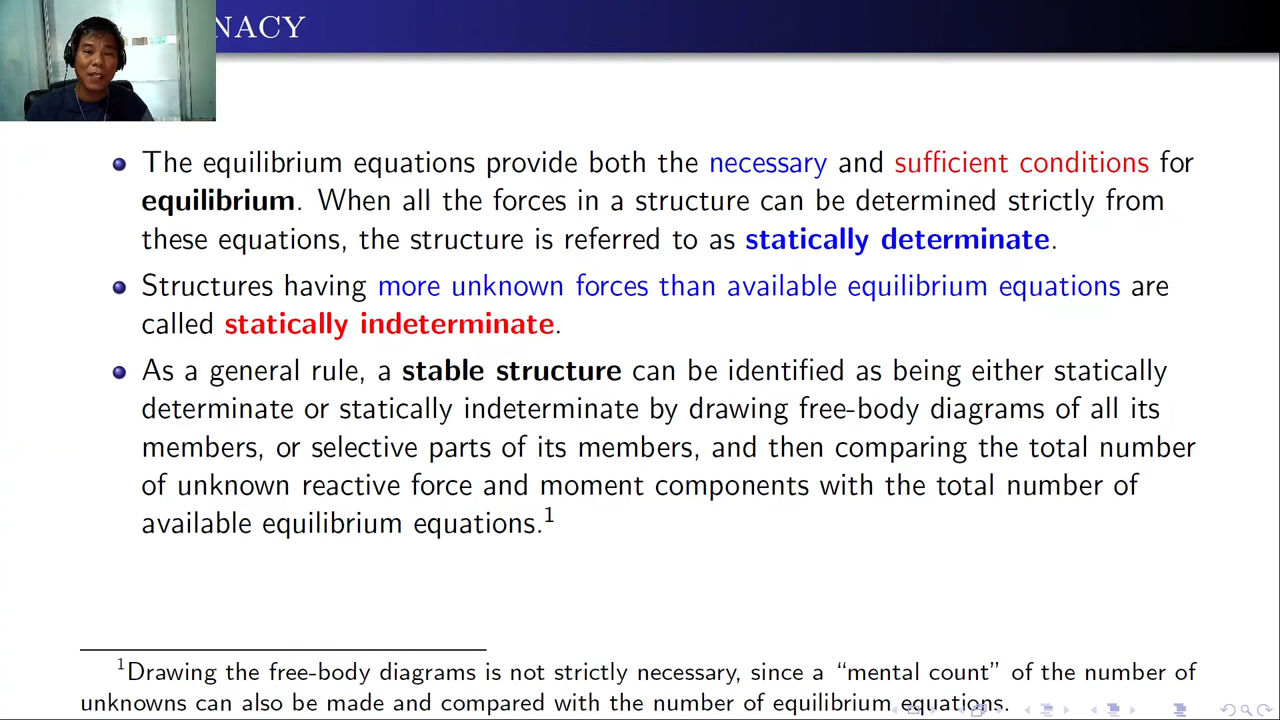 NACY
The equilibrium equations provide both the necessary and sufficient conditions for
equilibrium. When all the forces in a structure can be determined strictly from
these equations, the structure is referred to as statically determinate.
Structures having more unknown forces than available equilibrium equations are
called statically indeterminate.
As a general rule, a stable structure can be identified as being either statically
determinate or statically indeterminate by drawing free-body diagrams of all its
members, or selective parts of its members, and then comparing the total number
of unknown reactive force and moment components with the total number of
available equilibrium equations.¹
¹Drawing the free-body diagrams is not strictly necessary, since a “mental count” of the number of
unknowns can also be made and compared with the number of equilibrium equations.